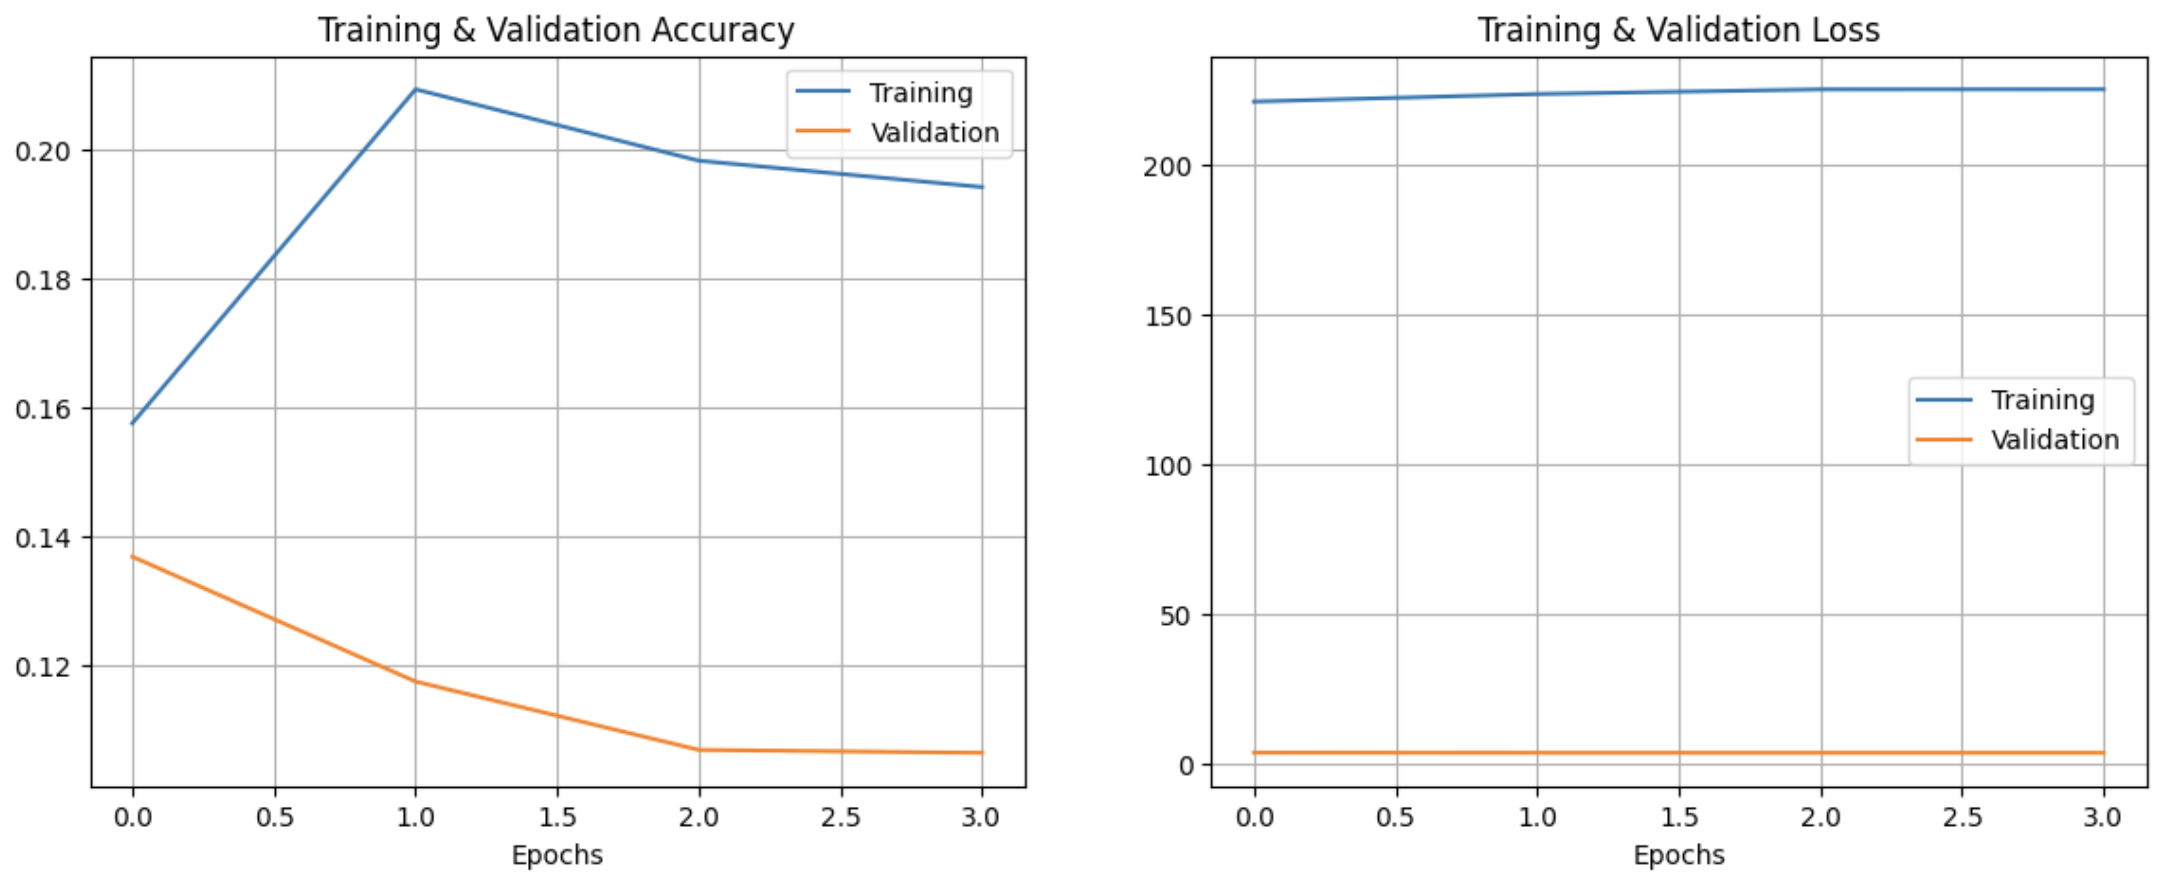 Training & Validation Accuracy
Training
Validation
0.20
0.18
0.16
0.14
0.12
0.0 0.5 1.0 1.5 2.0 2.5 3.0
Epochs
Training & Validation Loss
200
150
100
50
0
Training
Validation
0.0 0.5 1.0 1.5 2.0 2.5 3.0
Epochs